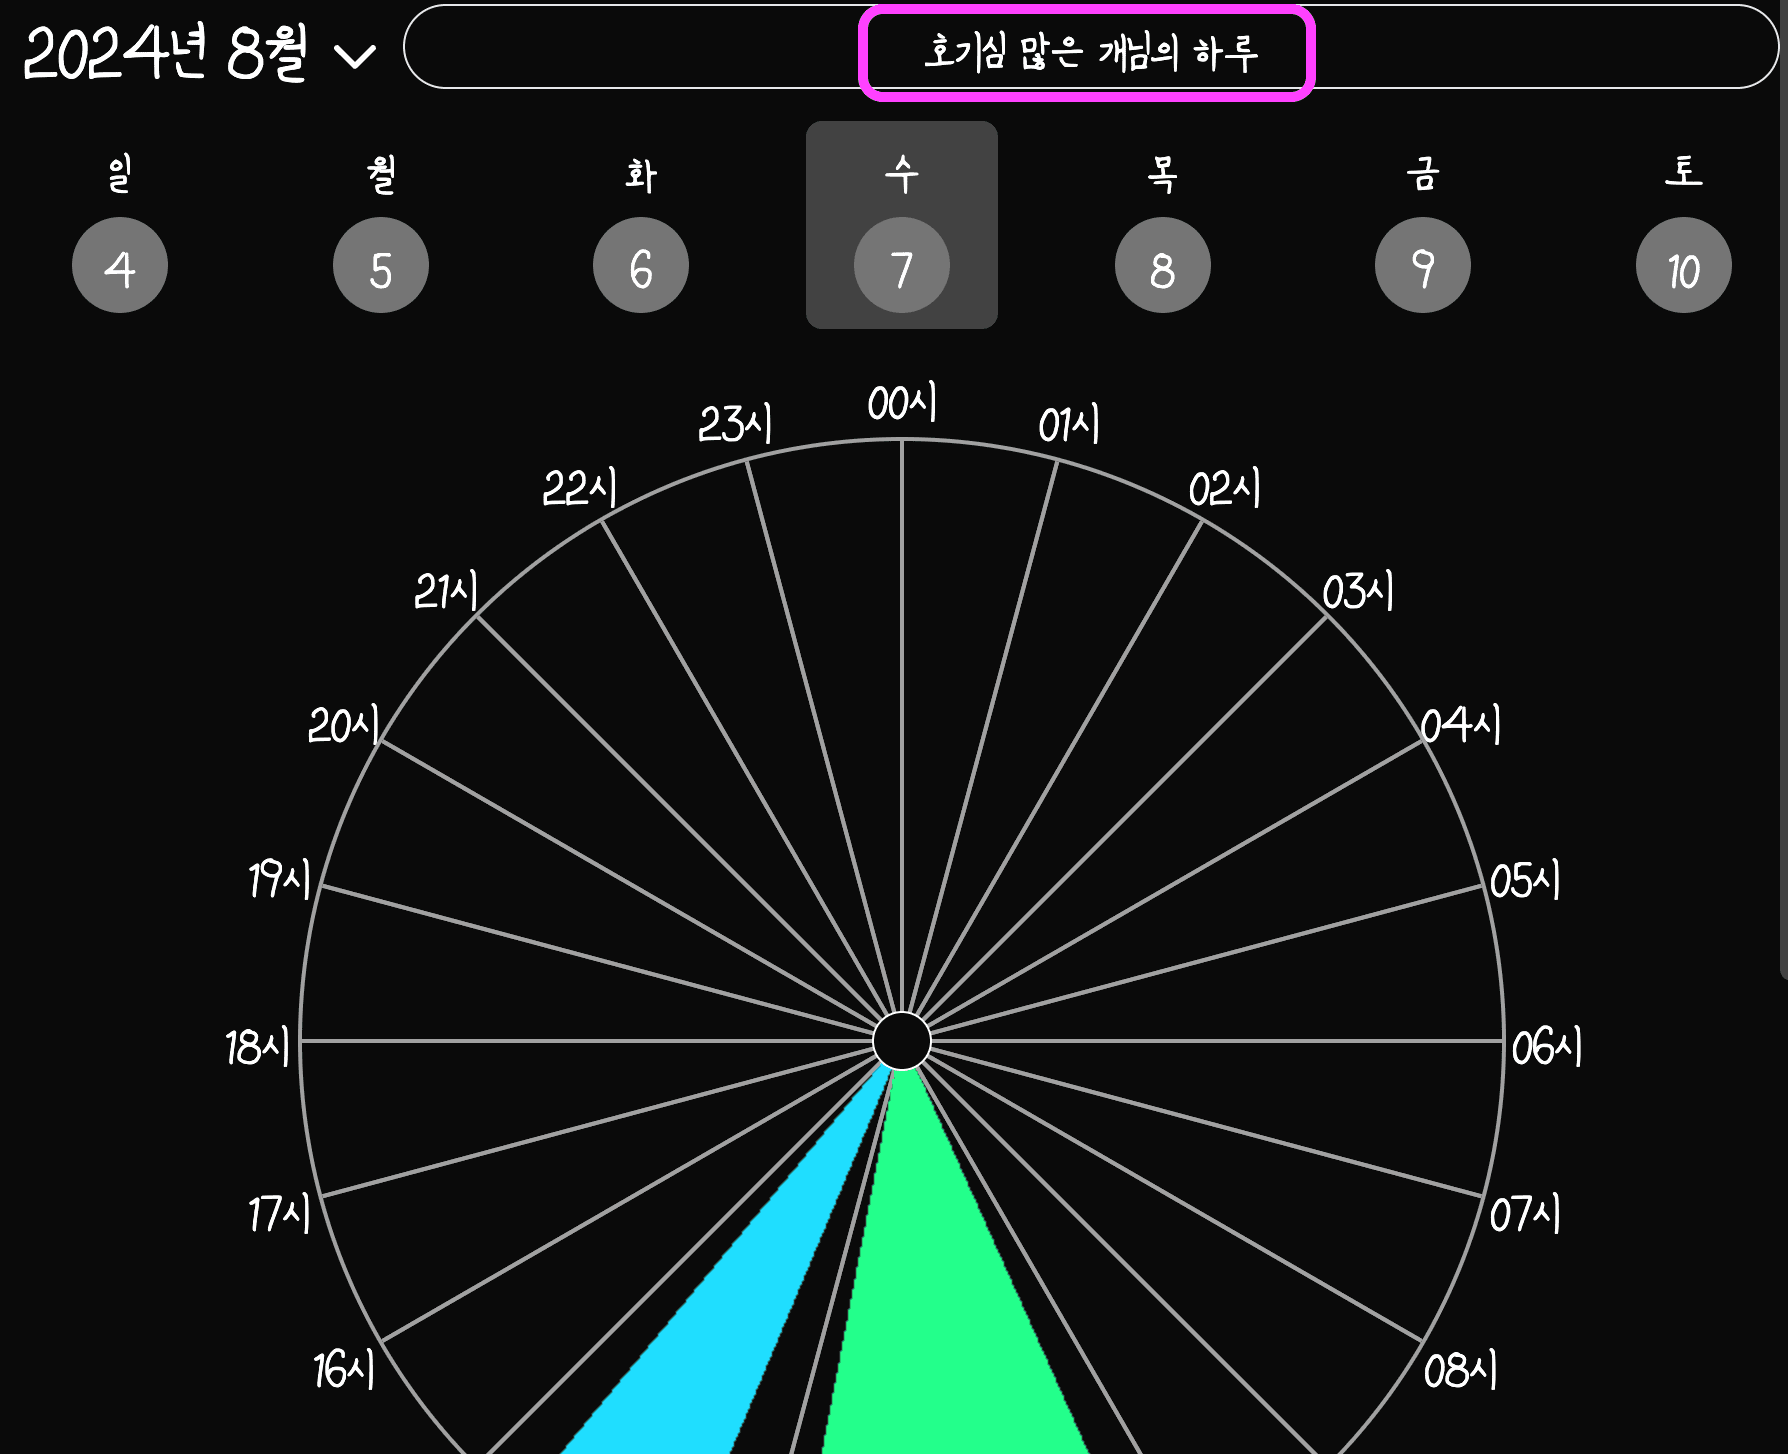 2024년 8월
호기심 많은 개님의 하루
일 월 화 수 목 금 토
4 5 6 7 8 9 10
00시
01시
02시
03시
04시
05시
06시
07시
08시
16시
17시
18시
19시
20시
21시
22시
23시